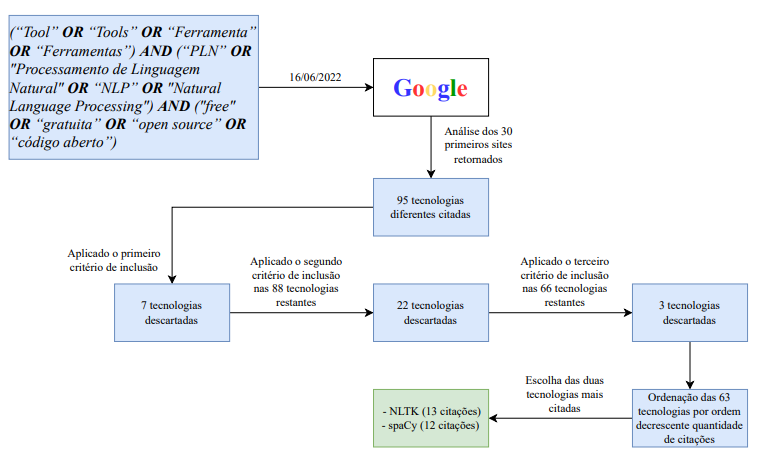 (“Tool” OR “Tools” OR “Ferramenta”
OR “Ferramentas”) AND (“PLN” OR
"Processamento de Linguagem
Natural" OR “NLP” OR "Natural
Language Processing") AND ("free"
OR “gratuita” OR “open source” OR
“código aberto”)
16/06/2022
Google
Análise dos 30
primeiros sites
retornados
95 tecnologias
diferentes citadas
Aplicado o primeiro
critério de inclusão
7 tecnologias
descartadas
Aplicado o segundo
critério de inclusão
nas 88 tecnologias
restantes
22 tecnologias
descartadas
Aplicado o terceiro
critério de inclusão
nas 66 tecnologias
restantes
3 tecnologias
descartadas
Ordenação das 63
tecnologias por ordem
decrescente quantidade
de citações
Escolha das duas
tecnologias mais
citadas
- NLTK (13 citações)
- spaCy (12 citações)